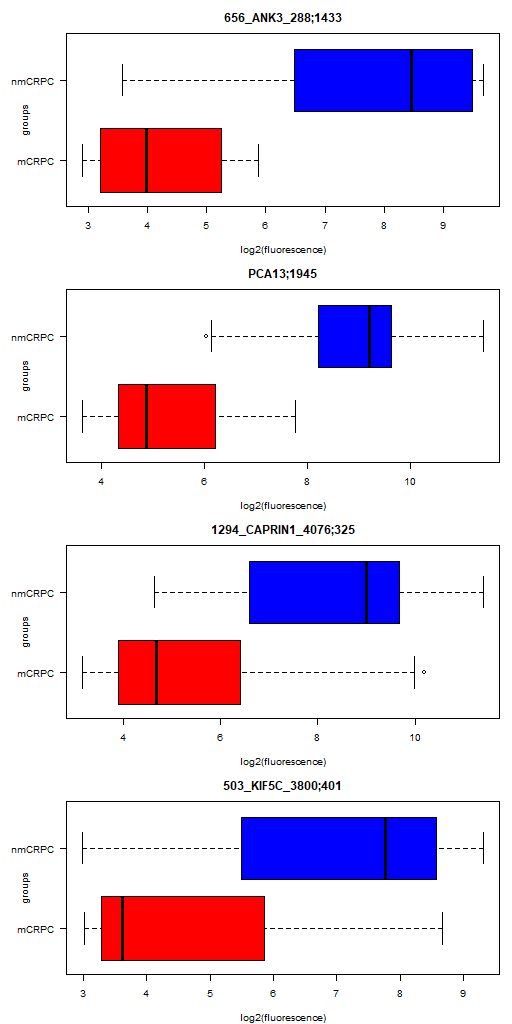 656_ANK3_288;1433
nmCRPC
groups
mCRPC
3 4 5 6 7 8 9
log2(fluorescence)
PCA13;1945
nmCRPC
groups
mCRPC
4 6 8 10
log2(fluorescence)
1294_CAPRIN1_4076;325
nmCRPC
groups
mCRPC
4 6 8 10
log2(fluorescence)
503_KIF5C_3800;401
nmCRPC
groups
mCRPC
3 4 5 6 7 8 9
log2(fluorescence)